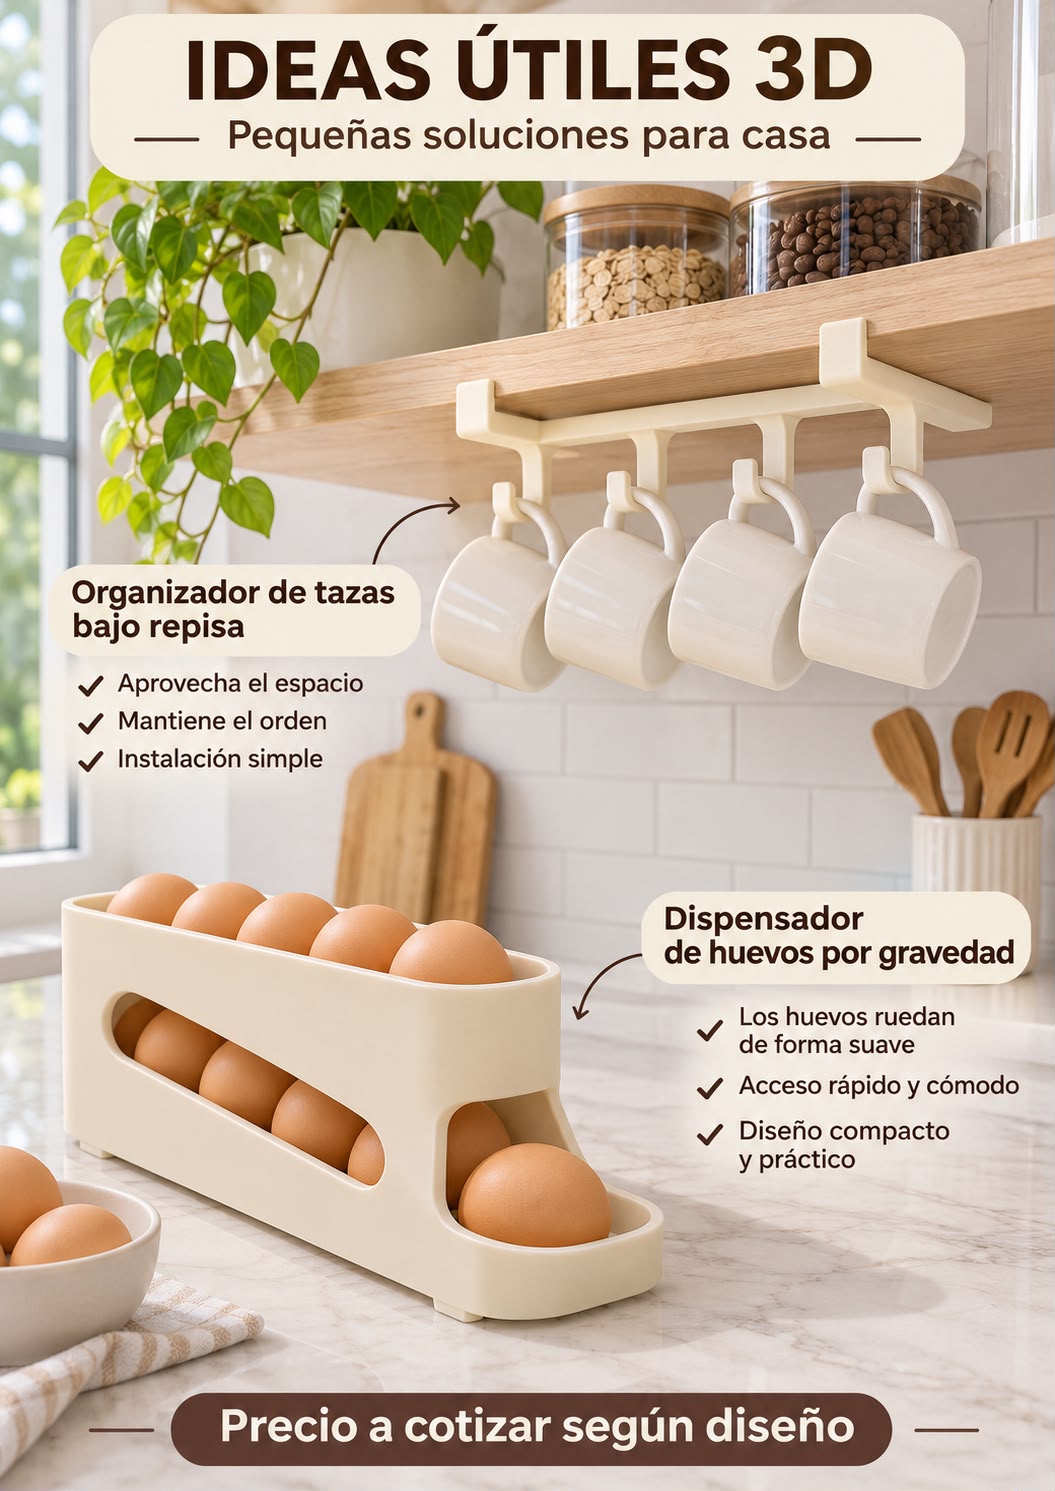 IDEAS ÚTILES 3D
Pequeñas soluciones para casa
Organizador de tazas
bajo repisa
Aprovecha el espacio
Mantiene el orden
Instalación simple
Dispensador
de huevos por gravedad
Los huevos ruedan
de forma suave
Acceso rápido y cómodo
Diseño compacto
y práctico
Precio a cotizar según diseño